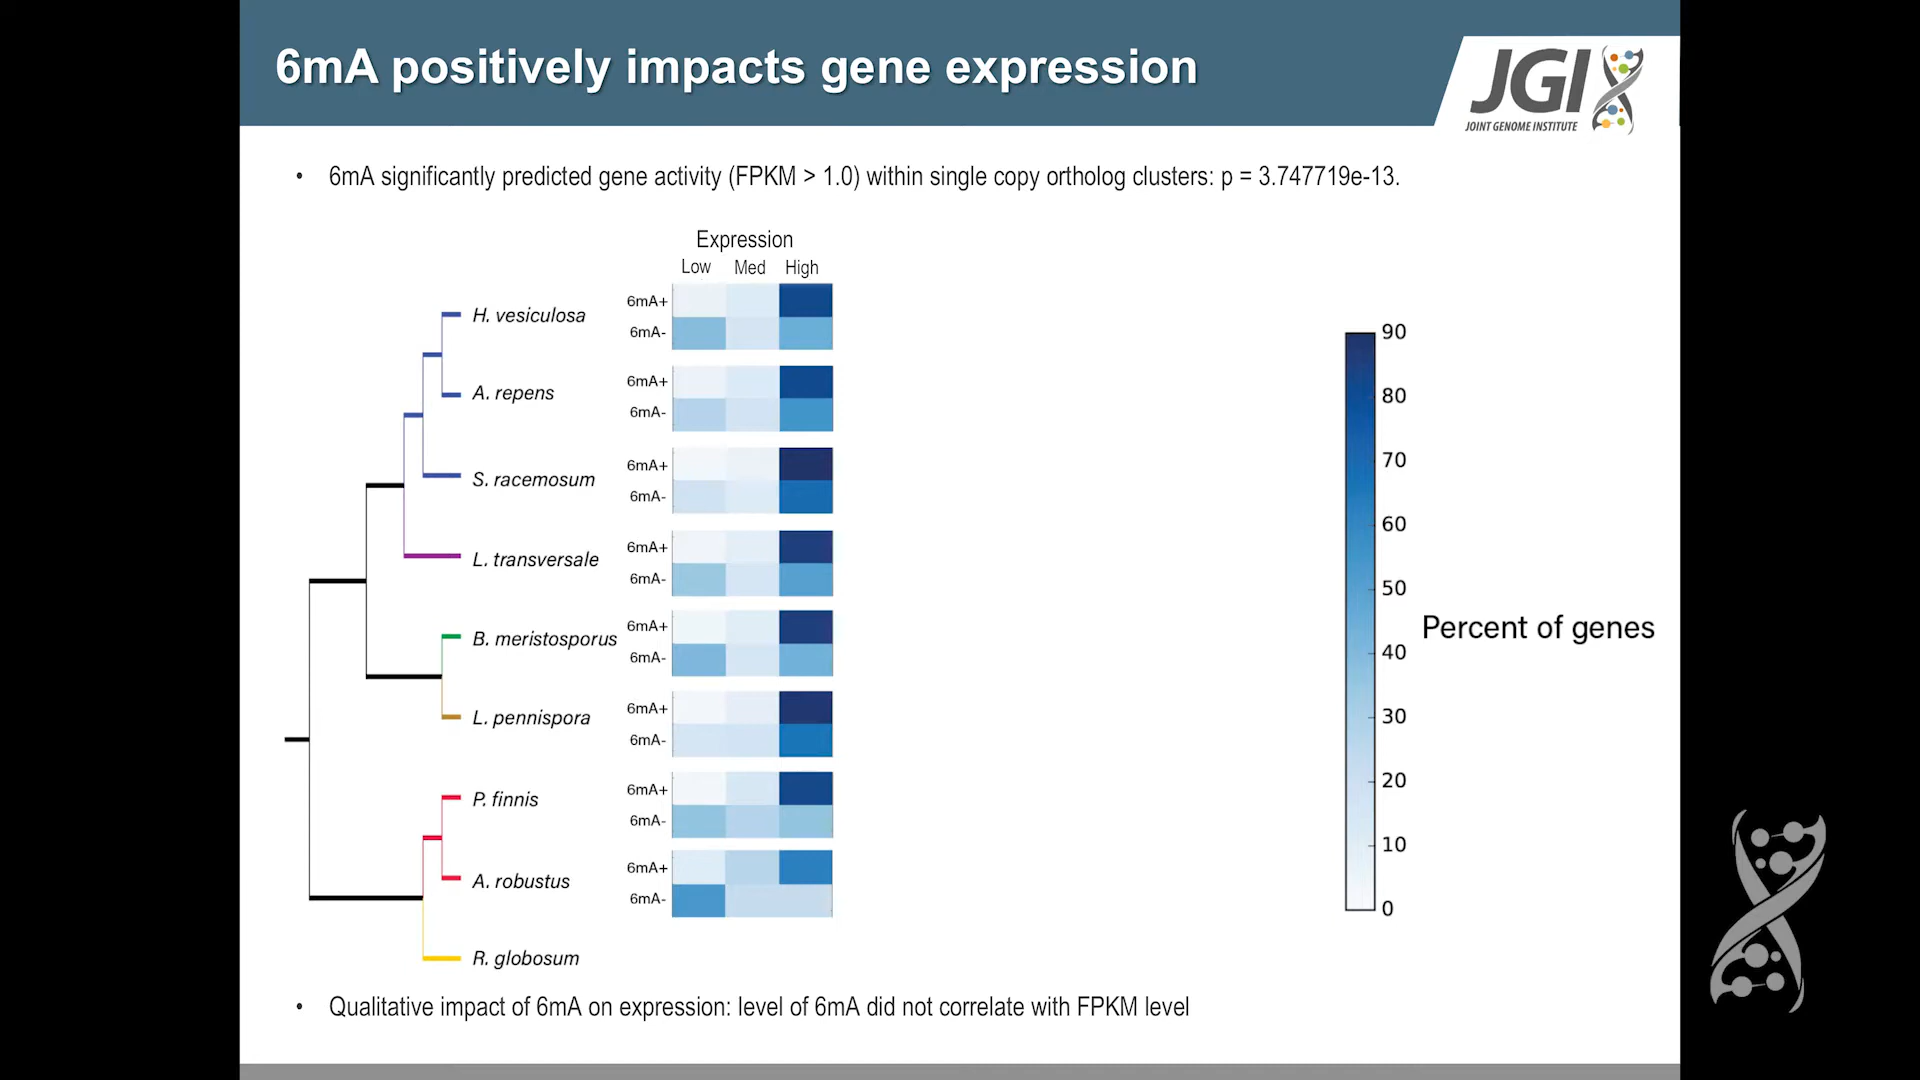 6mA positively impacts gene expression
JGI
JOINT GENOME INSTITUTE
• 6mA significantly predicted gene activity (FPKM > 1.0) within single copy ortholog clusters: p = 3.747719e-13.
Expression
Low Med High
H. vesiculosa
6mA+
6mA-
A. repens
6mA+
6mA-
S. racemosum
6mA+
6mA-
L. transversale
6mA+
6mA-
B. meristosporus
6mA+
6mA-
L. pennispora
6mA+
6mA-
P. finnis
6mA+
6mA-
A. robustus
6mA+
6mA-
R. globosum
90
80
70
60
50
40
30
20
10
0
Percent of genes
• Qualitative impact of 6mA on expression: level of 6mA did not correlate with FPKM level